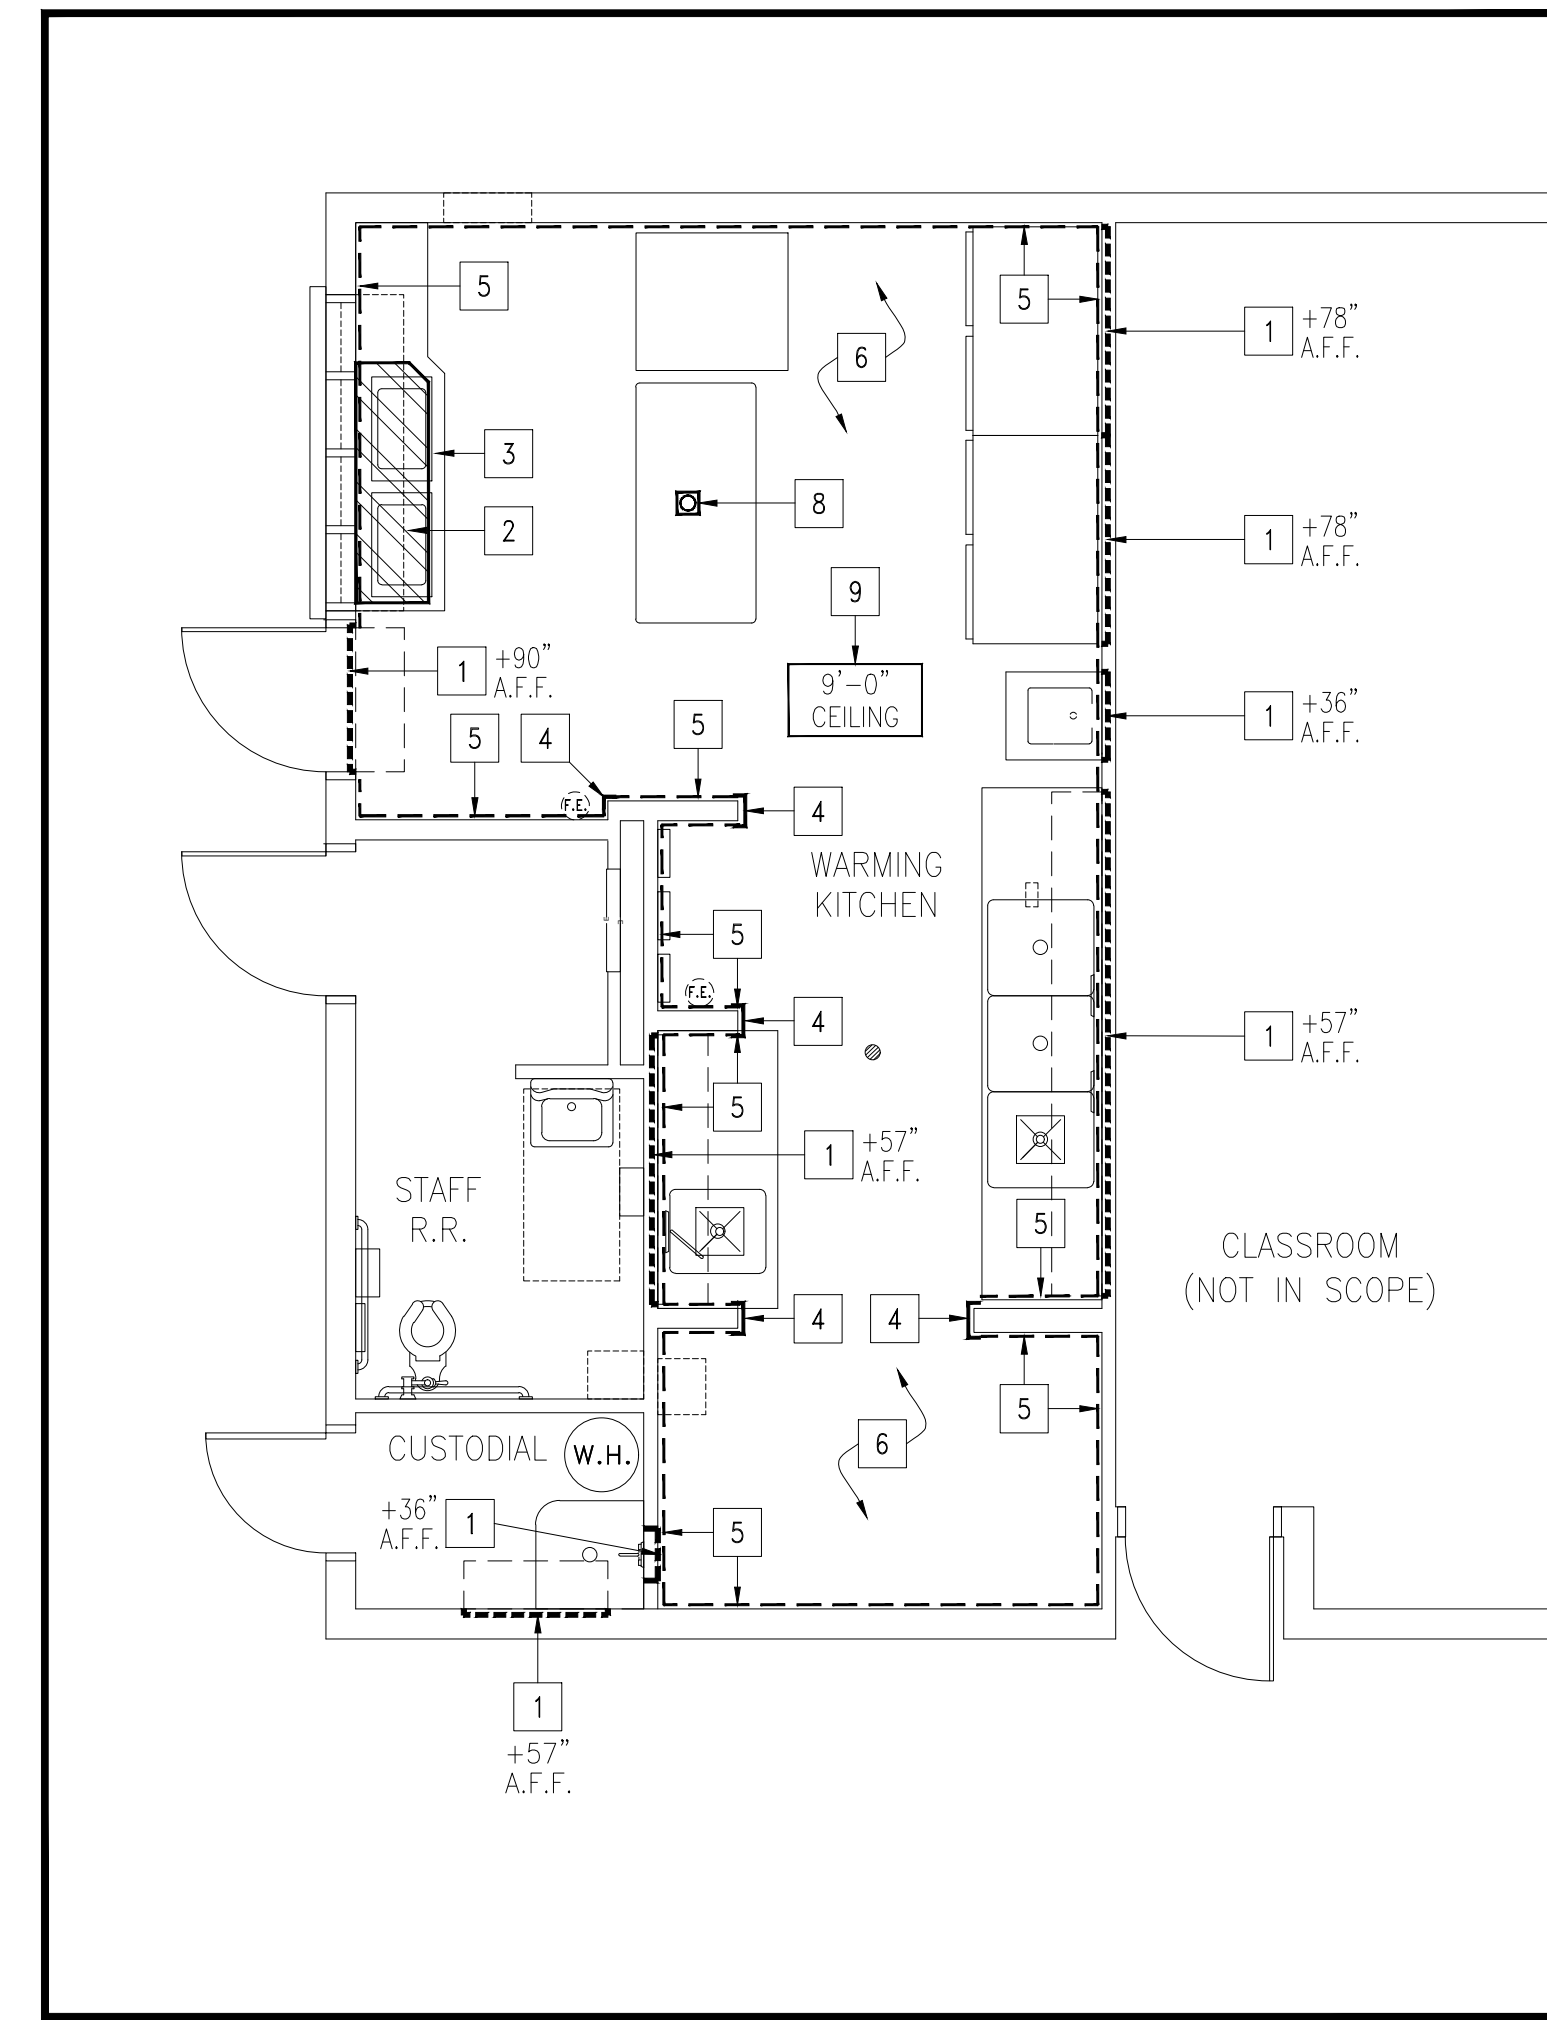 5
5
1 +78”
A.F.F.
6
3
8
2
1 +78”
A.F.F.
9
1 +90”
A.F.F.
9’-0”
CEILING
1 +36”
A.F.F.
5
4
5
F.E.
4
WARMING
KITCHEN
5
F.E.
4
1 +57”
A.F.F.
5
1 +57”
A.F.F.
STAFF
R.R.
5
CLASSROOM
(NOT IN SCOPE)
4
4
5
CUSTODIAL
W.H.
6
+36”
A.F.F.
1
5
1
+57”
A.F.F.